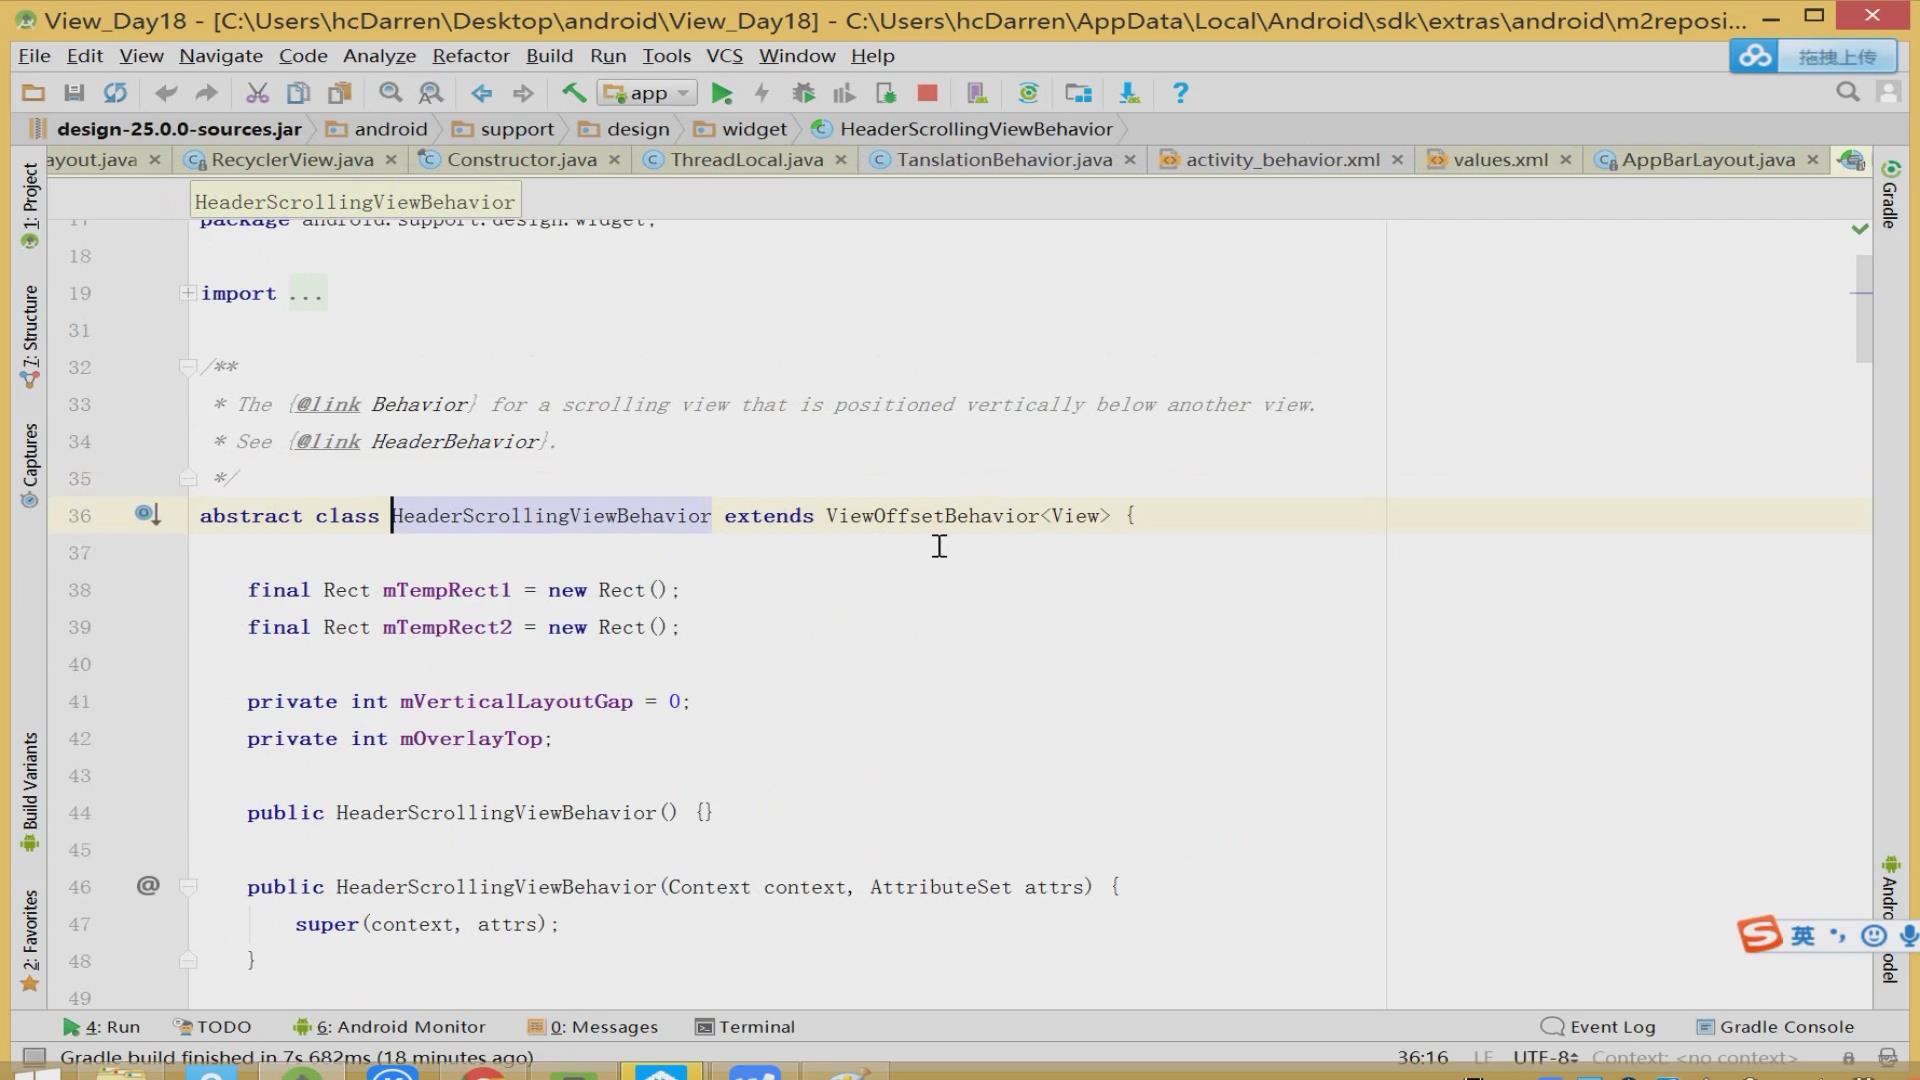 View_Day18 - [C:\Users\hcDarren\Desktop\android\View_Day18] - C:\Users\hcDarren\AppData\Local\Android\sdk\extras\android\m2reposi...
File Edit View Navigate Code Analyze Refactor Build Run Tools VCS Window Help
拖拽上传
app
design-25.0.0-sources.jar android support design widget HeaderScrollingViewBehavior
ayout.java RecyclerView.java Constructor.java ThreadLocal.java TanslationBehavior.java activity_behavior.xml values.xml AppBarLayout.java
HeaderScrollingViewBehavior
17 package android.support.design.widget;
18
19 import ...
31
32 /**
33 * The {@link Behavior} for a scrolling view that is positioned vertically below another view.
34 * See {@link HeaderBehavior}.
35 */
36 abstract class HeaderScrollingViewBehavior extends ViewOffsetBehavior<View> {
37
38 final Rect mTempRect1 = new Rect();
39 final Rect mTempRect2 = new Rect();
40
41 private int mVerticalLayoutGap = 0;
42 private int mOverlayTop;
43
44 public HeaderScrollingViewBehavior() {}
45
46 @ public HeaderScrollingViewBehavior(Context context, AttributeSet attrs) {
47 super(context, attrs);
48 }
49
1: Project
7: Structure
Captures
Build Variants
2: Favorites
Gradle
Andro
odel
英
4: Run TODO 6: Android Monitor 0: Messages Terminal Event Log Gradle Console
Gradle build finished in 7s 682ms (18 minutes ago) 36:16 LF UTF-8 Context: <no context>